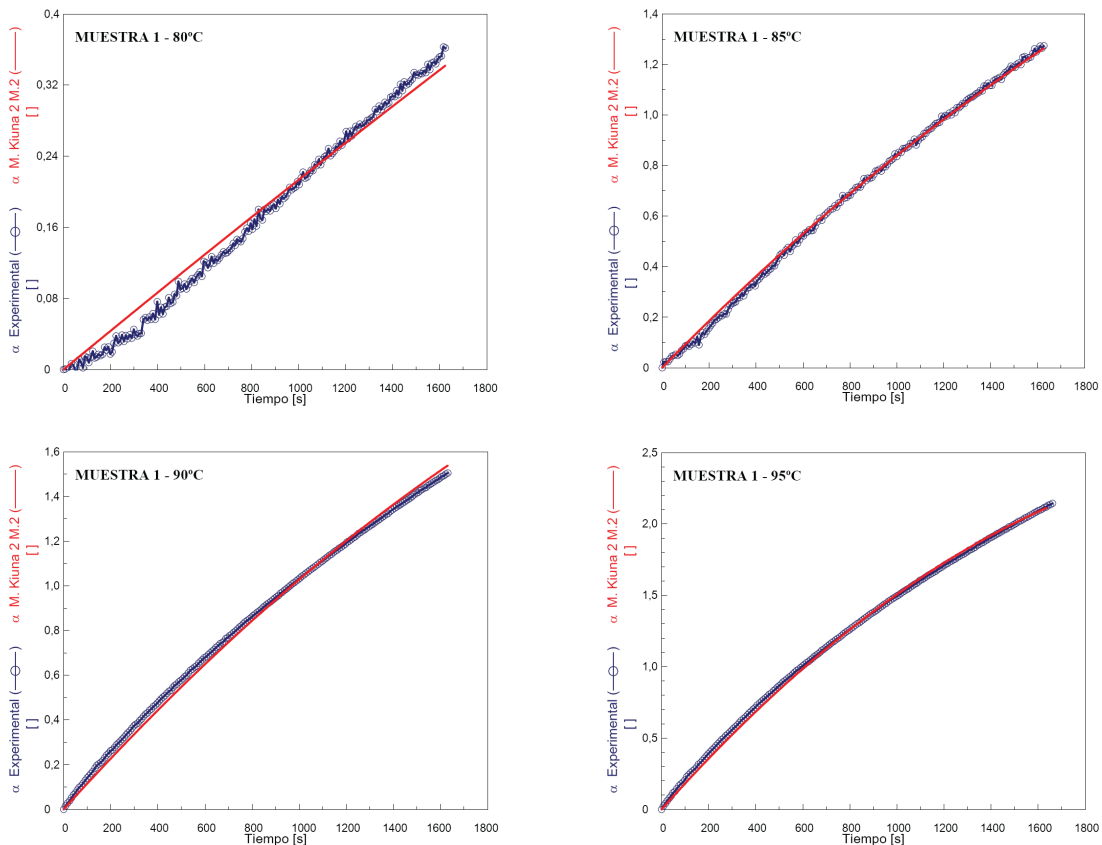 MUESTRA 1 - 80ºC
α Experimental (—○—) α M. Kiuna 2 M.2 (——)
[ ] [ ]
0,4
0,32
0,24
0,16
0,08
0
0 200 400 600 800 1000 1200 1400 1600 1800
Tiempo [s]
MUESTRA 1 - 85ºC
α Experimental (—○—) α M. Kiuna 2 M.2 (——)
[ ] [ ]
1,4
1,2
1,0
0,8
0,6
0,4
0,2
0
0 200 400 600 800 1000 1200 1400 1600 1800
Tiempo [s]
MUESTRA 1 - 90ºC
α Experimental (—○—) α M. Kiuna 2 M.2 (——)
[ ] [ ]
1,6
1,4
1,2
1,0
0,8
0,6
0,4
0,2
0
0 200 400 600 800 1000 1200 1400 1600 1800
Tiempo [s]
MUESTRA 1 - 95ºC
α Experimental (—○—) α M. Kiuna 2 M.2 (——)
[ ] [ ]
2,5
2,0
1,5
1,0
0,5
0
0 200 400 600 800 1000 1200 1400 1600 1800
Tiempo [s]